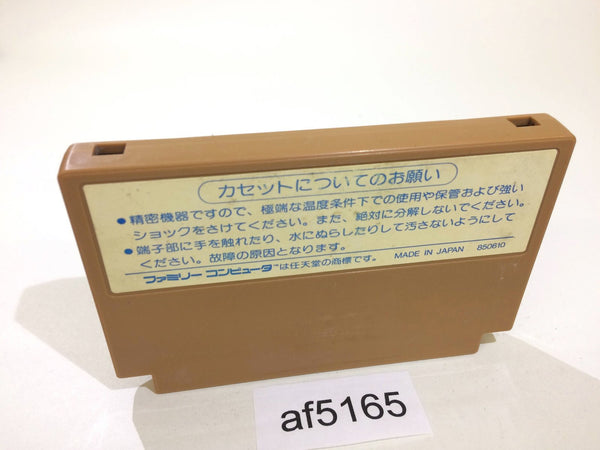 カセットについてのお願い
●精密機器ですので、極端な温度条件下での使用や保管および強い
ショックをさけてください。また、絶対に分解しないでください。
●端子部に手を触れたり、水にぬらしたりして汚さないようにして
ください。故障の原因となります。 MADE IN JAPAN 850610
ファミリー コンピュータは任天堂の商標です。
af5165